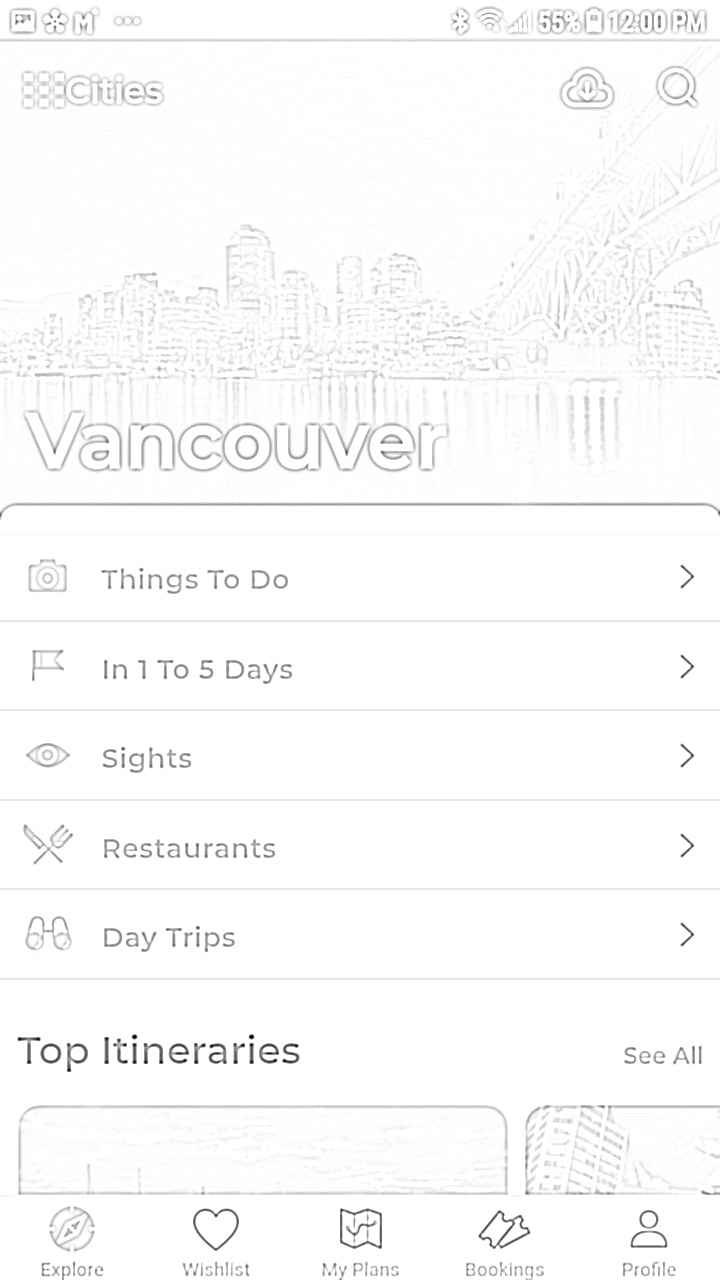 55% 12:00 PM
Cities
Vancouver
Things To Do
In 1 To 5 Days
Sights
Restaurants
Day Trips
Top Itineraries
See All
Explore
Wishlist
My Plans
Bookings
Profile